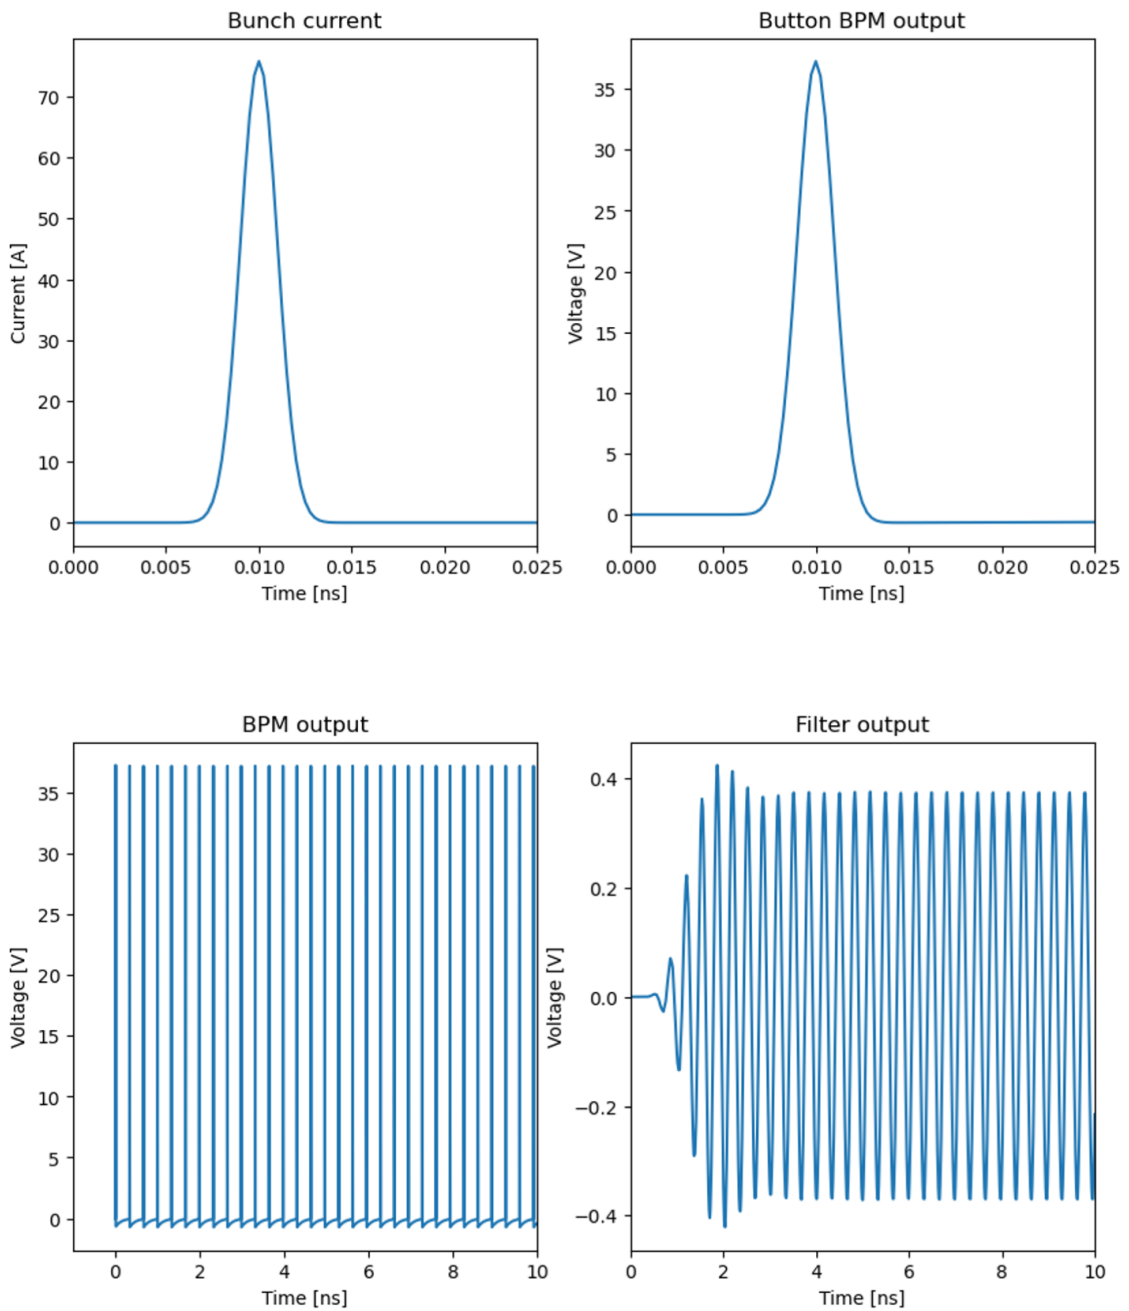 Bunch current
Current [A]
70
60
50
40
30
20
10
0
0.000 0.005 0.010 0.015 0.020 0.025
Time [ns]
Button BPM output
Voltage [V]
35
30
25
20
15
10
5
0
0.000 0.005 0.010 0.015 0.020 0.025
Time [ns]
BPM output
Voltage [V]
35
30
25
20
15
10
5
0
0 2 4 6 8 10
Time [ns]
Filter output
Voltage [V]
0.4
0.2
0.0
−0.2
−0.4
0 2 4 6 8 10
Time [ns]